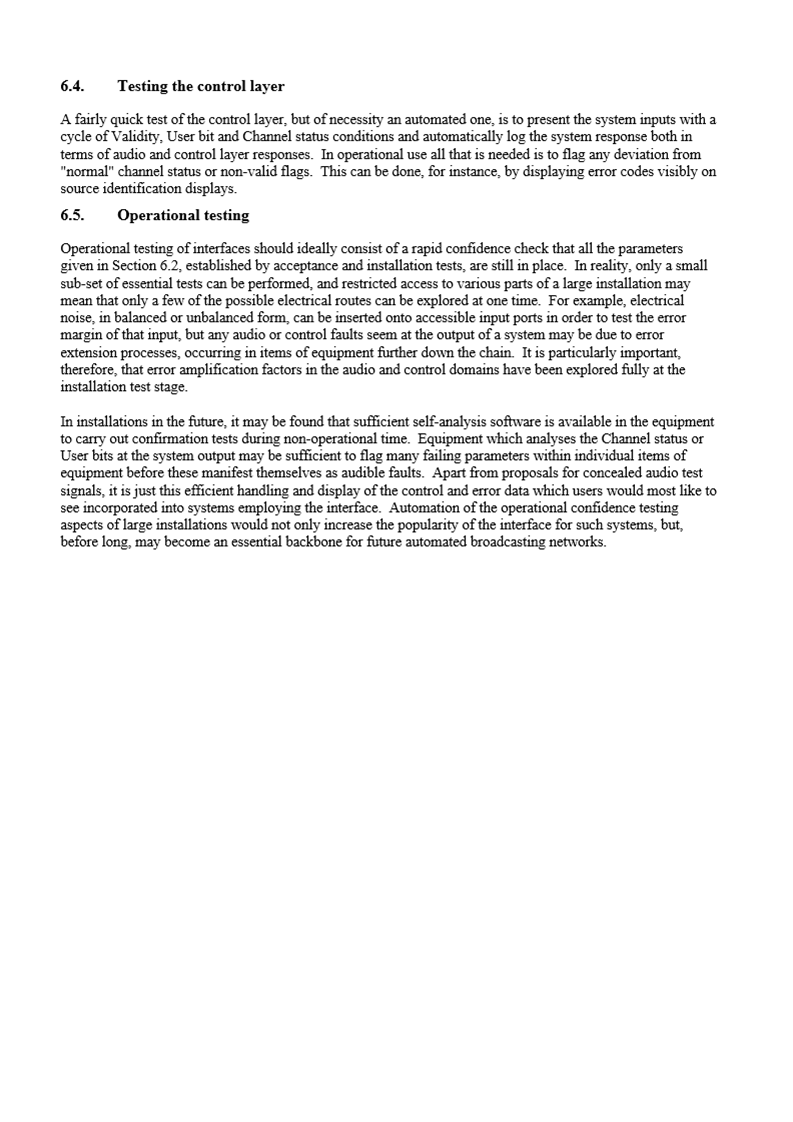 6.4. Testing the control layer
A fairly quick test of the control layer, but of necessity an automated one, is to present the system inputs with a
cycle of Validity, User bit and Channel status conditions and automatically log the system response both in
terms of audio and control layer responses. In operational use all that is needed is to flag any deviation from
"normal" channel status or non-valid flags. This can be done, for instance, by displaying error codes visibly on
source identification displays.
6.5. Operational testing
Operational testing of interfaces should ideally consist of a rapid confidence check that all the parameters
given in Section 6.2, established by acceptance and installation tests, are still in place. In reality, only a small
sub-set of essential tests can be performed, and restricted access to various parts of a large installation may
mean that only a few of the possible electrical routes can be explored at one time. For example, electrical
noise, in balanced or unbalanced form, can be inserted onto accessible input ports in order to test the error
margin of that input, but any audio or control faults seem at the output of a system may be due to error
extension processes, occurring in items of equipment further down the chain. It is particularly important,
therefore, that error amplification factors in the audio and control domains have been explored fully at the
installation test stage.
In installations in the future, it may be found that sufficient self-analysis software is available in the equipment
to carry out confirmation tests during non-operational time. Equipment which analyses the Channel status or
User bits at the system output may be sufficient to flag many failing parameters within individual items of
equipment before these manifest themselves as audible faults. Apart from proposals for concealed audio test
signals, it is just this efficient handling and display of the control and error data which users would most like to
see incorporated into systems employing the interface. Automation of the operational confidence testing
aspects of large installations would not only increase the popularity of the interface for such systems, but,
before long, may become an essential backbone for future automated broadcasting networks.